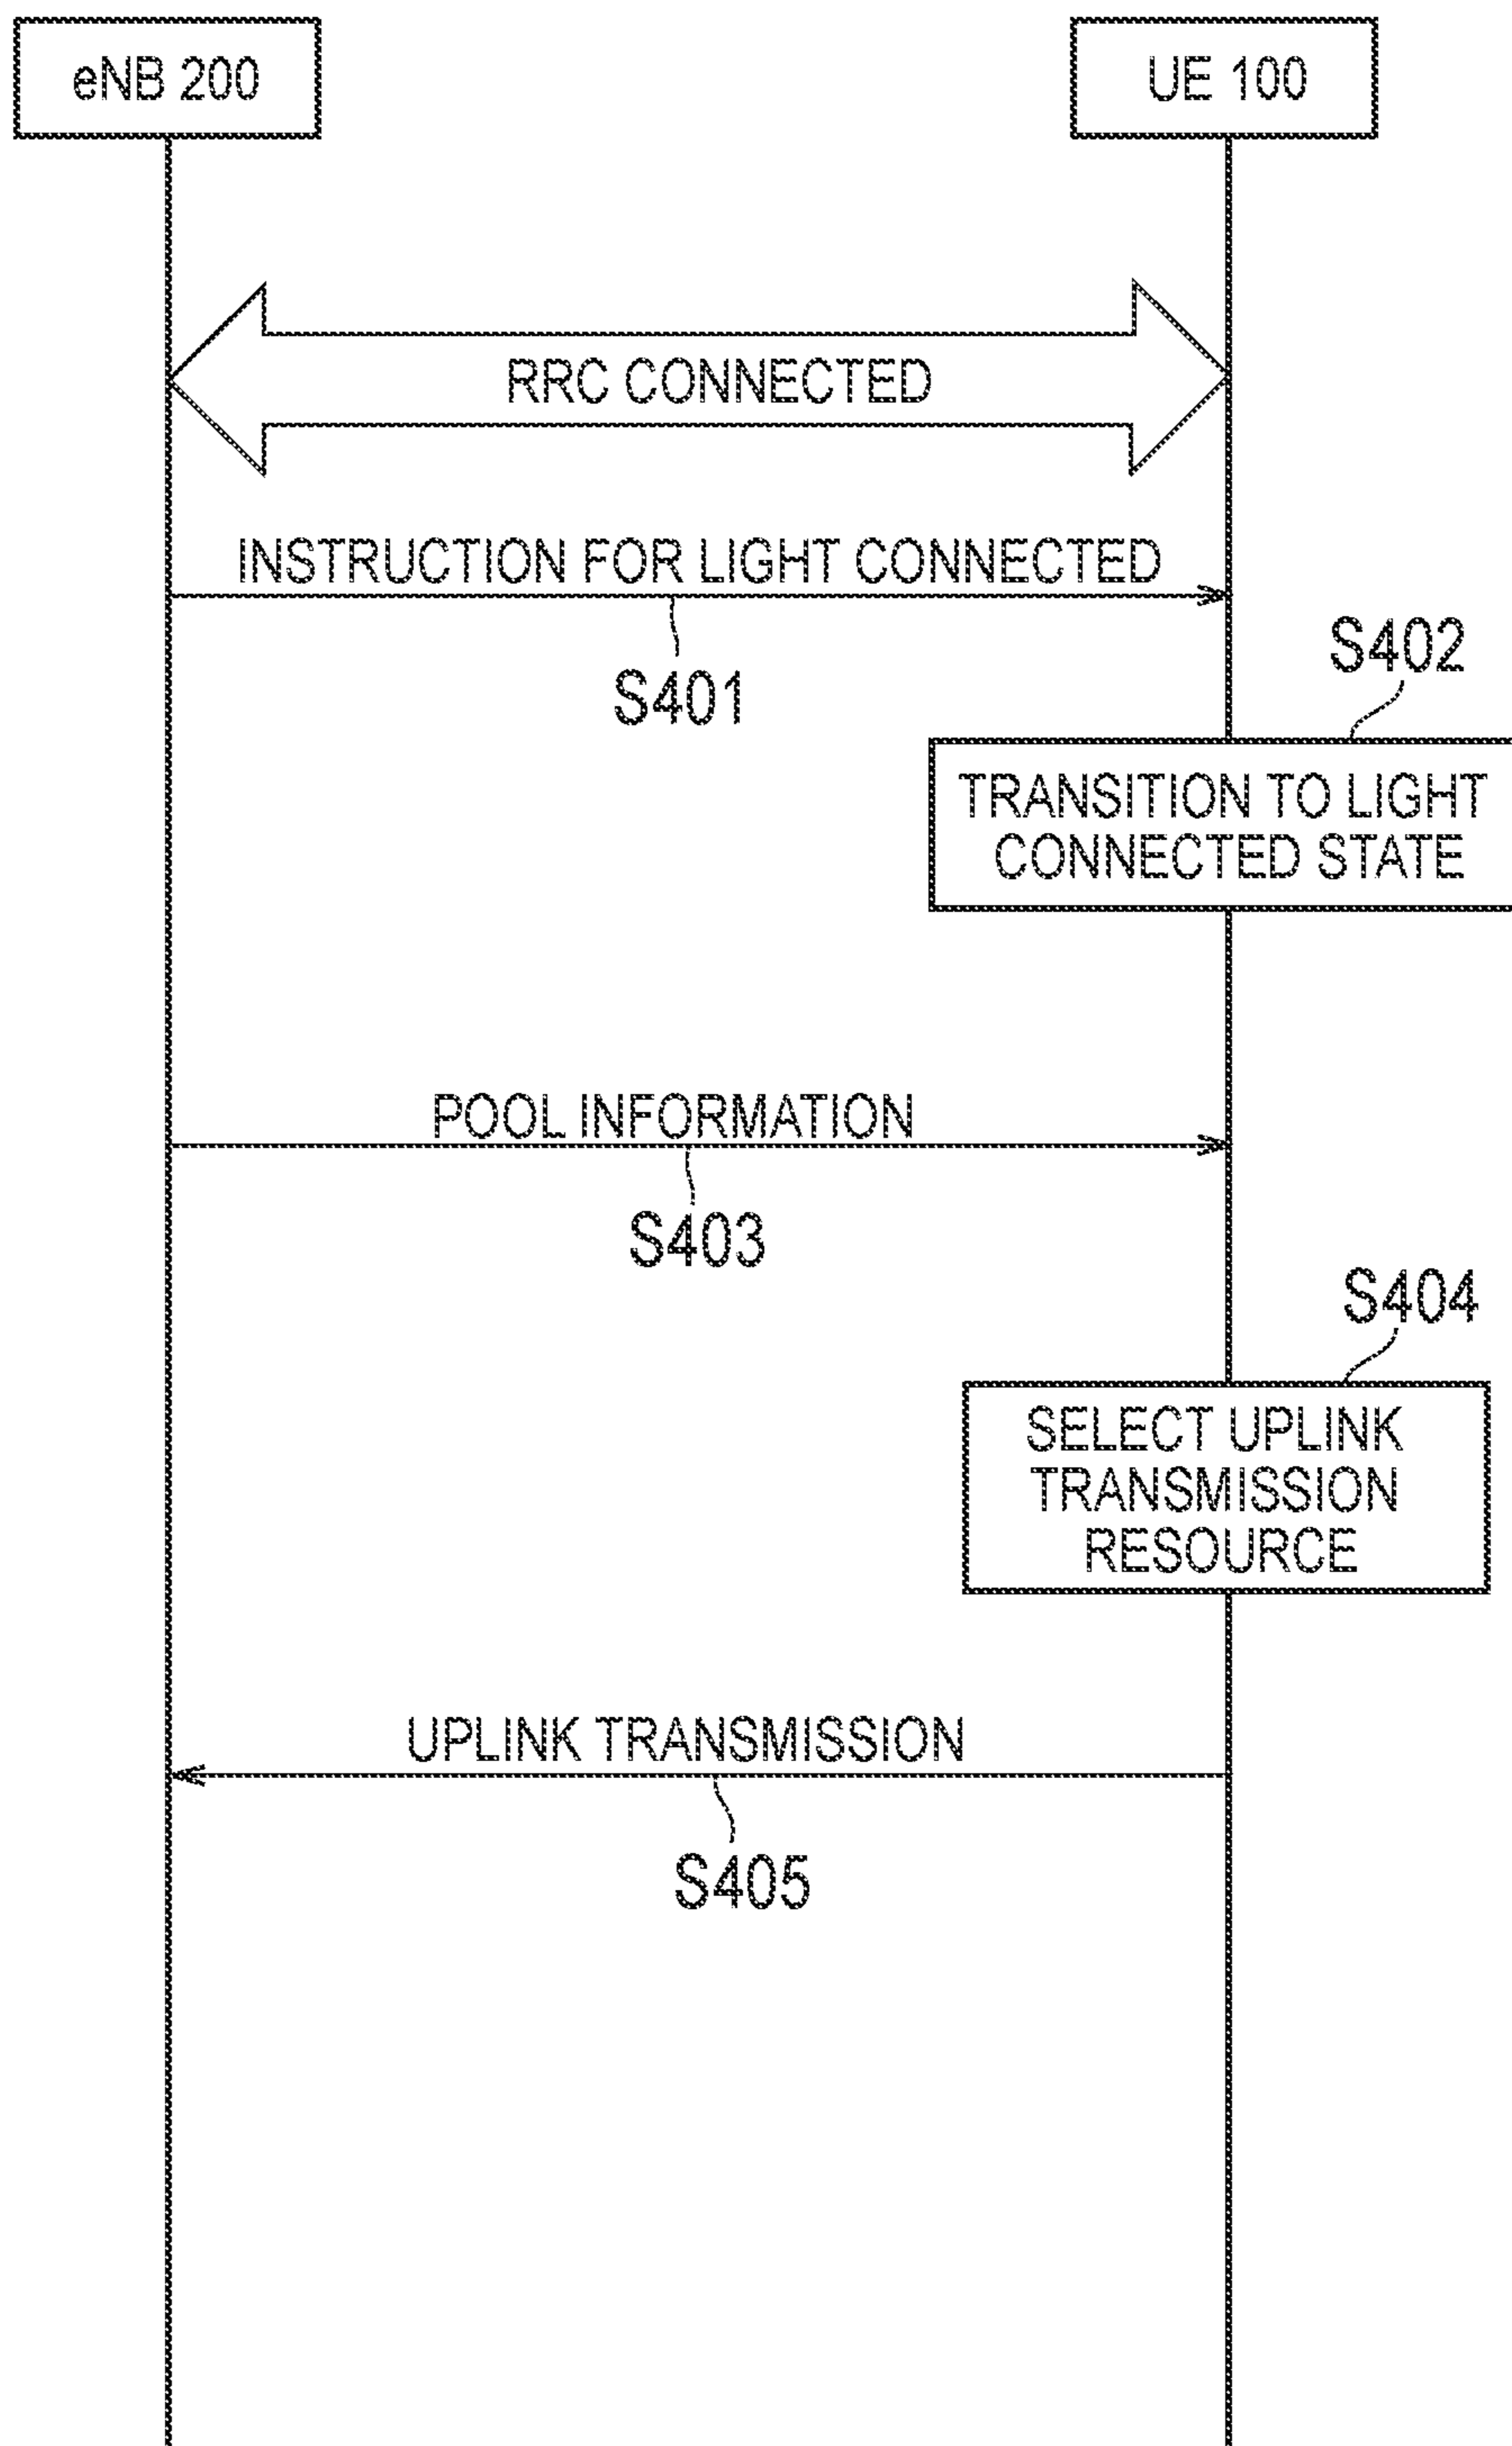 eNB 200
UE 100
RRC CONNECTED
INSTRUCTION FOR LIGHT CONNECTED
S401
S402
TRANSITION TO LIGHT
CONNECTED STATE
POOL INFORMATION
S403
S404
SELECT UPLINK
TRANSMISSION
RESOURCE
UPLINK TRANSMISSION
S405